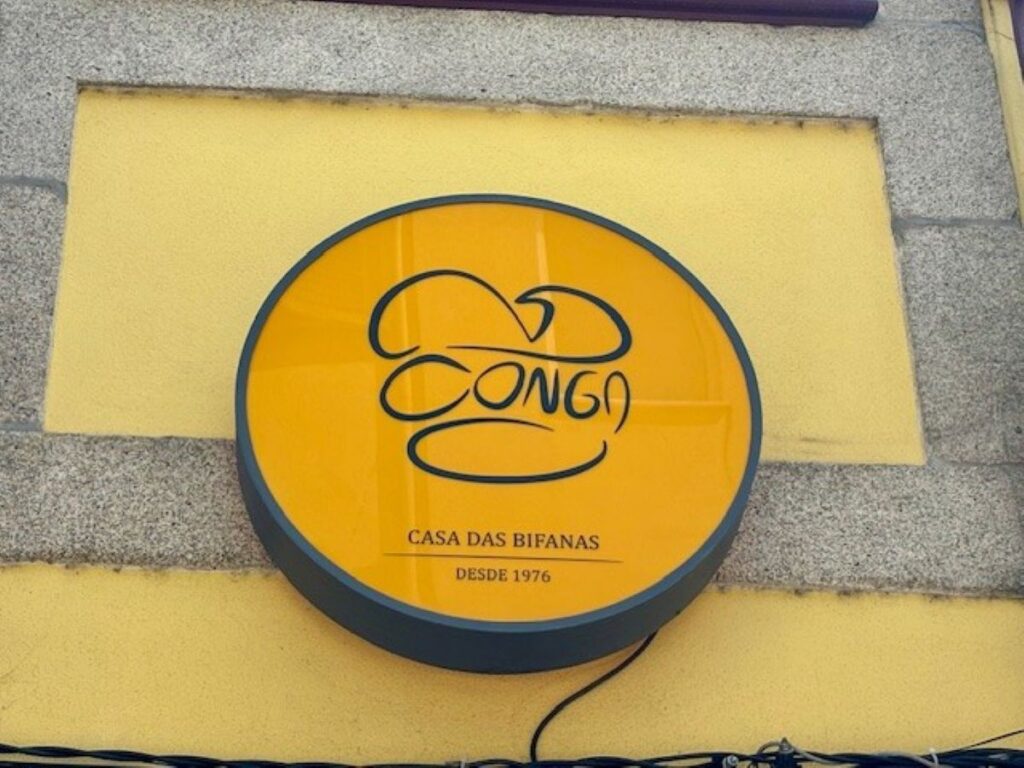 CONGA
CASA DAS BIFANAS
DESDE 1976